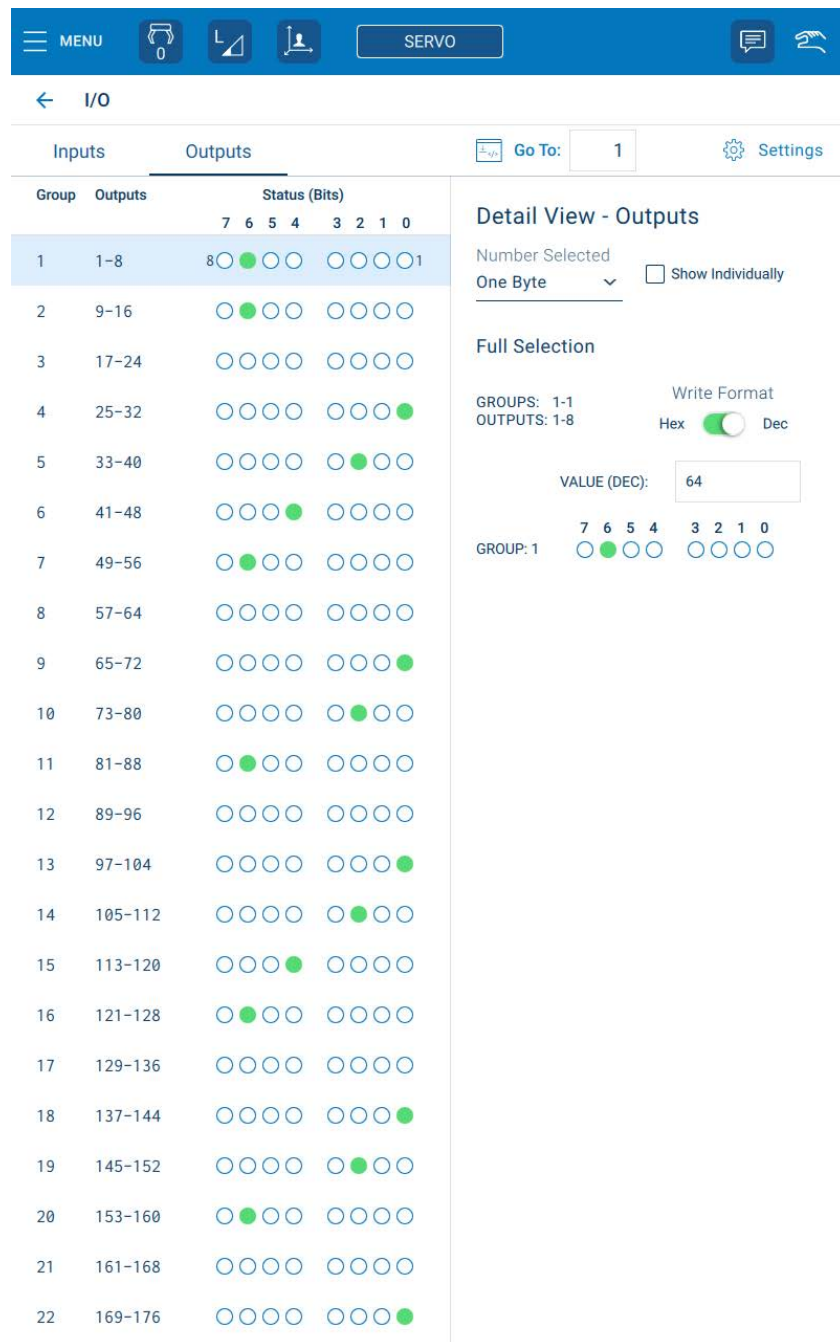 MENU 0 L SERVO
I/O
Inputs Outputs Go To: 1 Settings
Group Outputs Status (Bits)
7 6 5 4 3 2 1 0
1 1-8 8 1
2 9-16
3 17-24
4 25-32
5 33-40
6 41-48
7 49-56
8 57-64
9 65-72
10 73-80
11 81-88
12 89-96
13 97-104
14 105-112
15 113-120
16 121-128
17 129-136
18 137-144
19 145-152
20 153-160
21 161-168
22 169-176
Detail View - Outputs
Number Selected
One Byte Show Individually
Full Selection
GROUPS: 1-1
OUTPUTS: 1-8
Write Format
Hex Dec
VALUE (DEC): 64
7 6 5 4 3 2 1 0
GROUP: 1